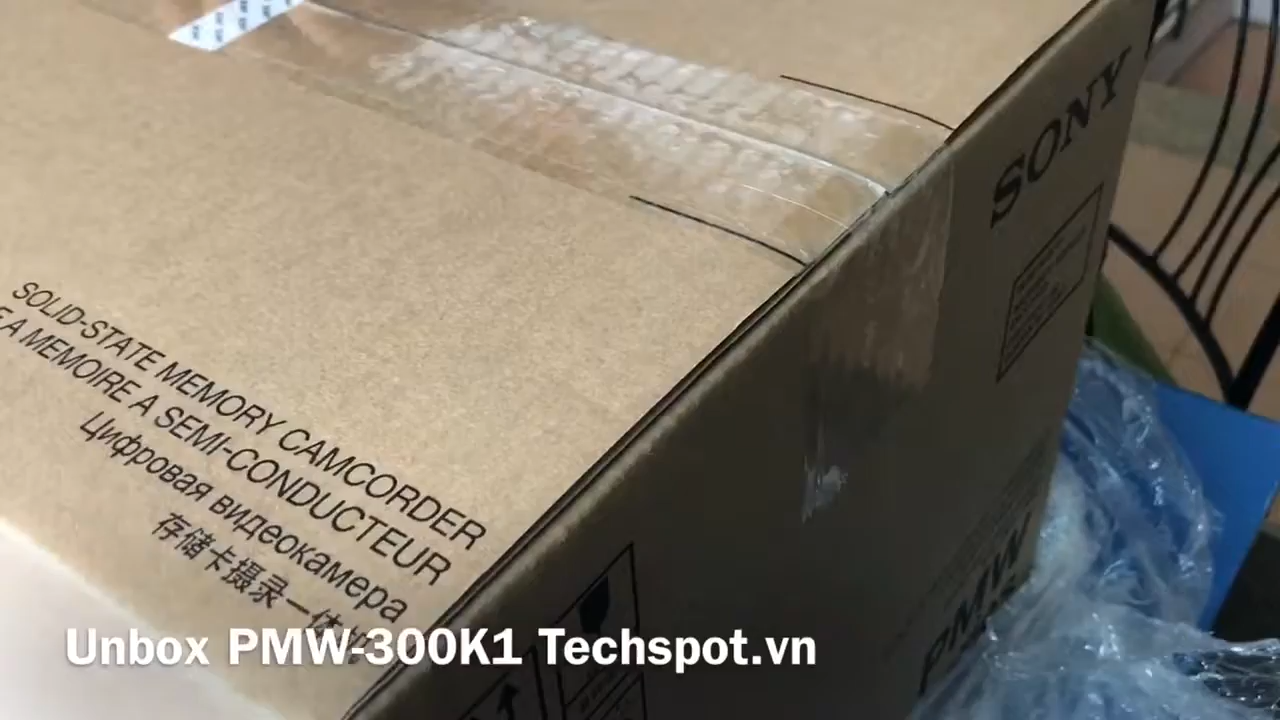 SONY
SOLID-STATE MEMORY CAMCORDER
A MEMOIRE A SEMI-CONDUCTEUR
Цифровая видеокамера
存储卡摄录一体机
PMW
Unbox PMW-300K1 Techspot.vn